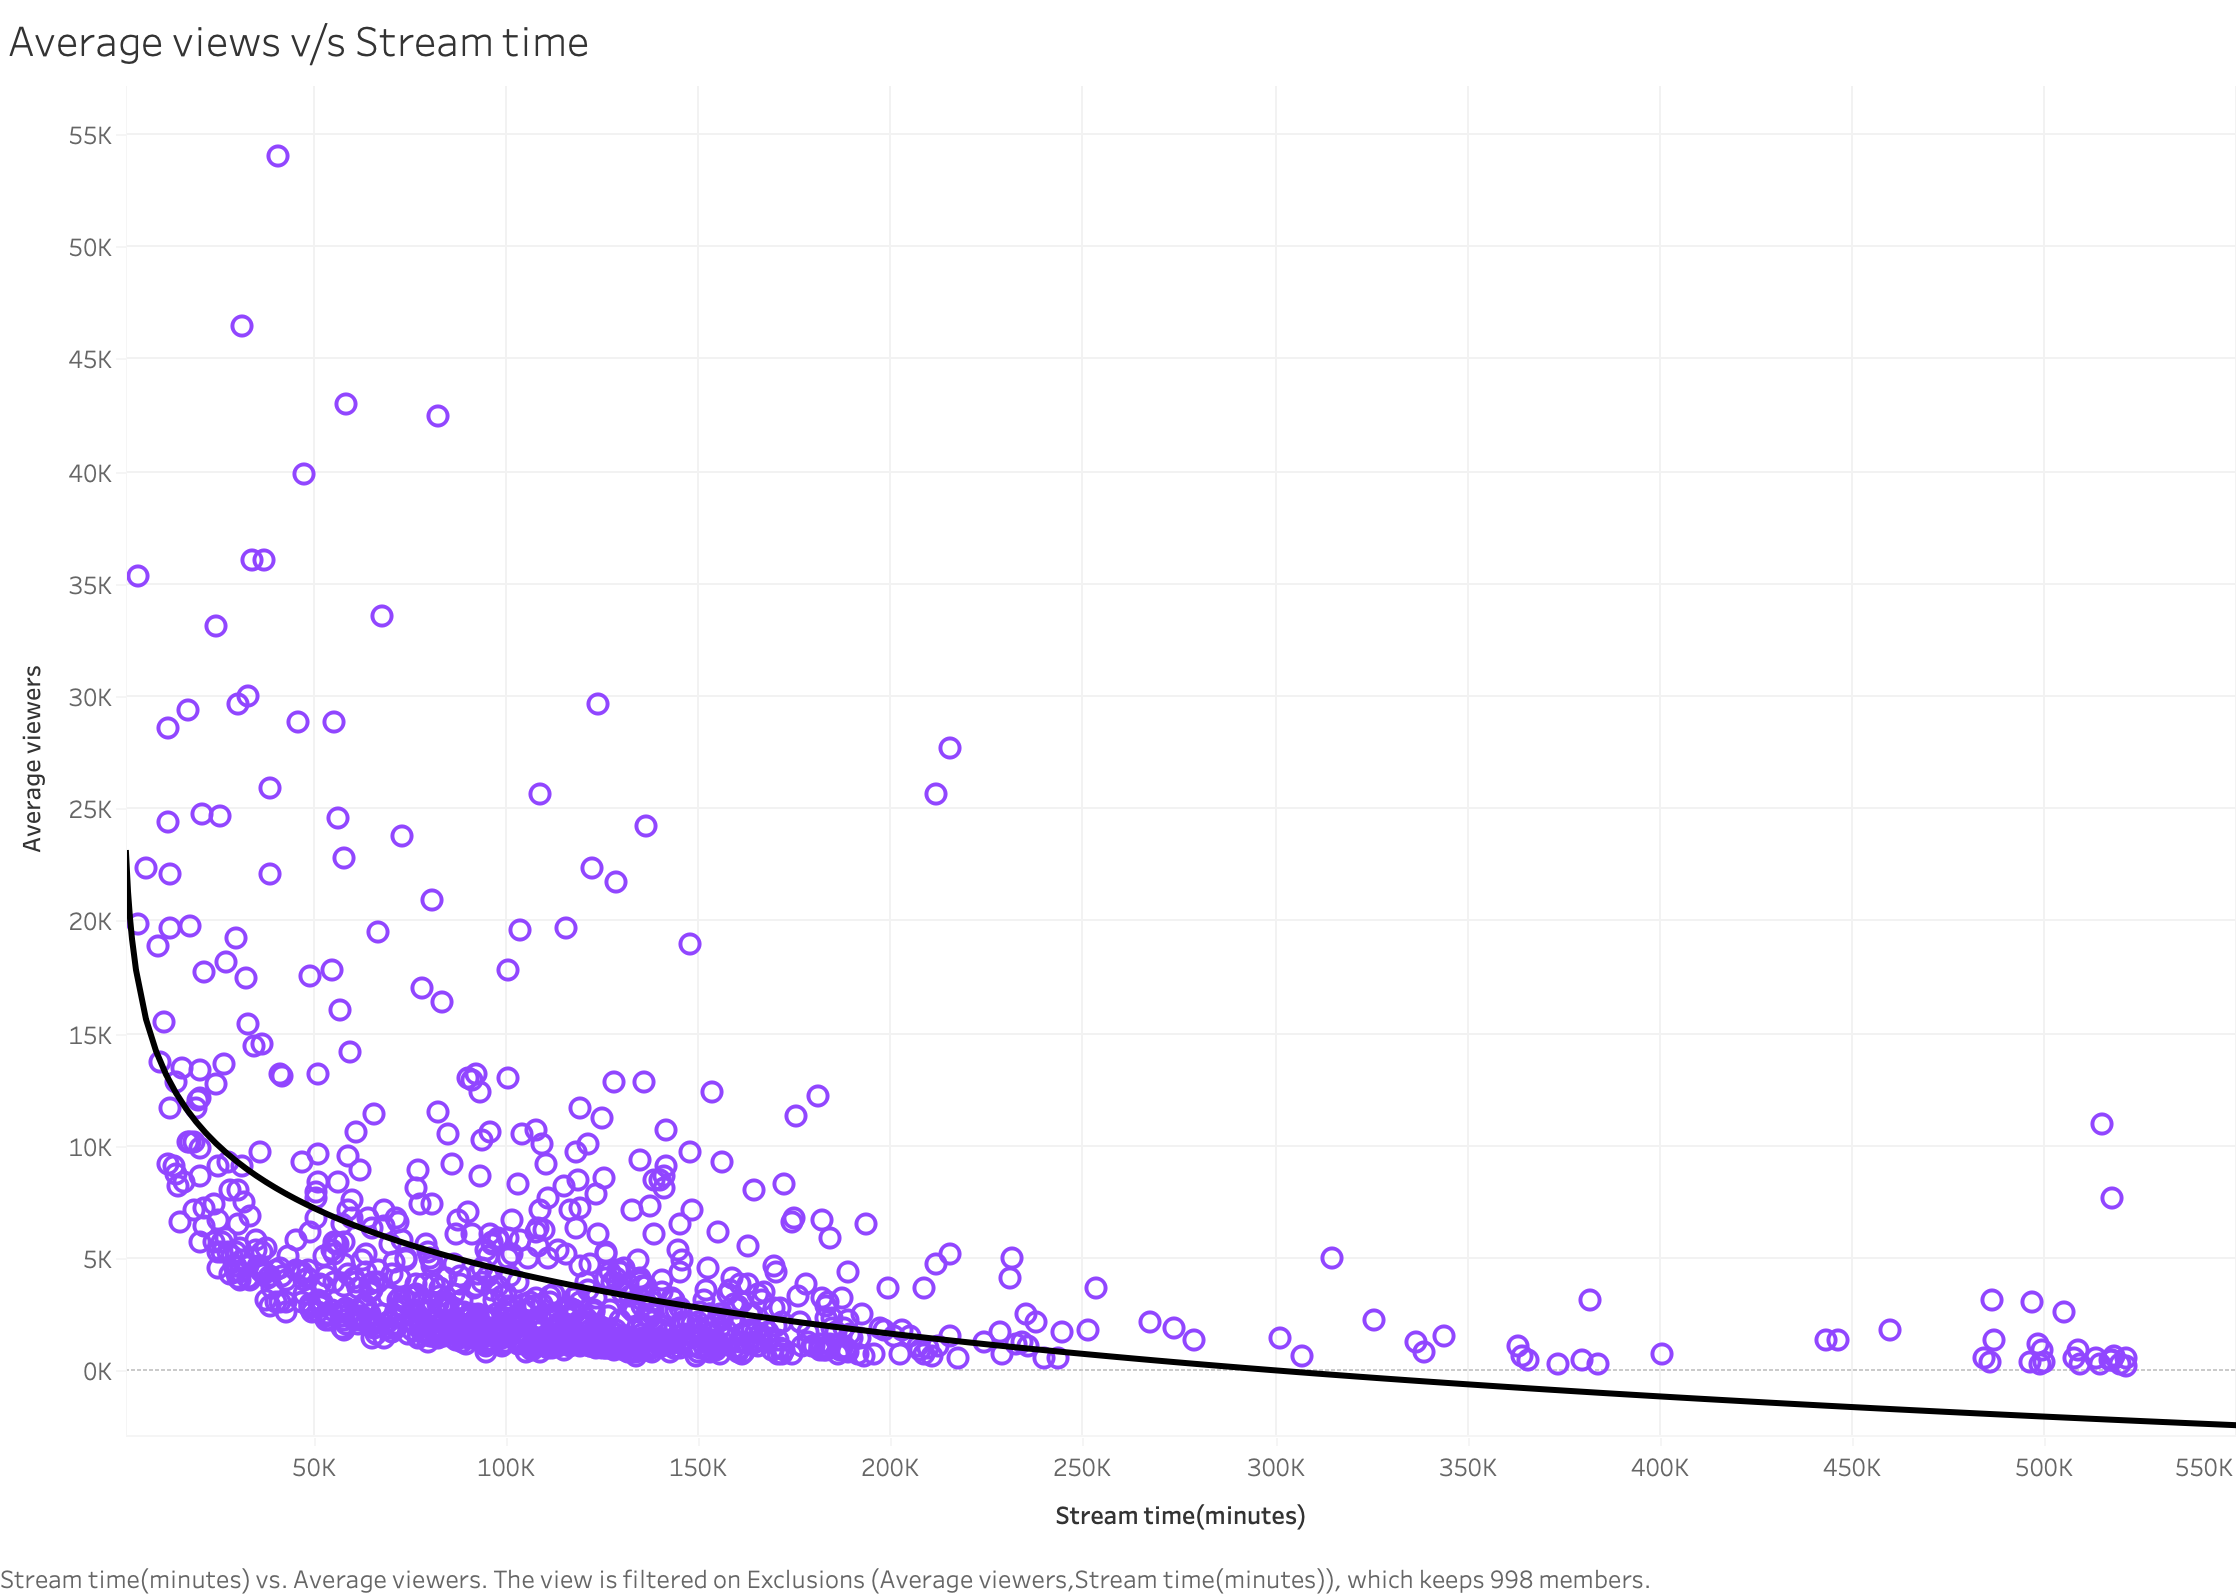 Average views v/s Stream time
55K
50K
45K
40K
35K
30K
25K
20K
15K
10K
5K
0K
Average viewers
50K 100K 150K 200K 250K 300K 350K 400K 450K 500K 550K
Stream time(minutes)
Stream time(minutes) vs. Average viewers. The view is filtered on Exclusions (Average viewers,Stream time(minutes)), which keeps 998 members.